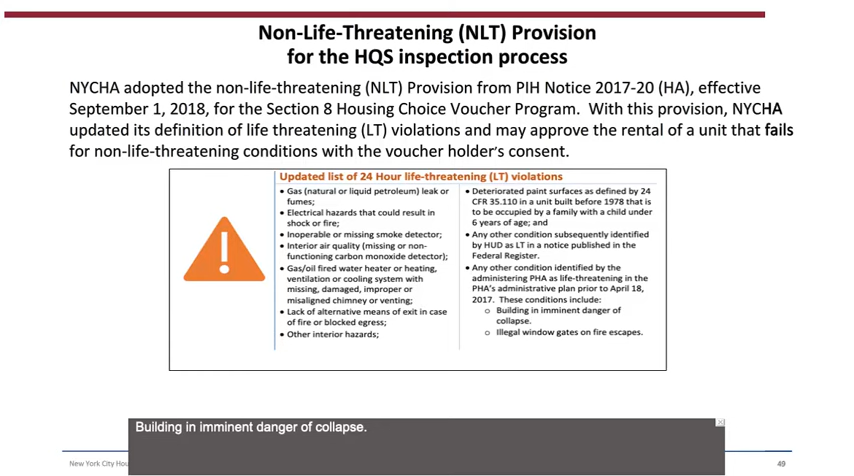 Non-Life-Threatening (NLT) Provision
for the HQS inspection process
NYCHA adopted the non-life-threatening (NLT) Provision from PIH Notice 2017-20 (HA), effective
September 1, 2018, for the Section 8 Housing Choice Voucher Program. With this provision, NYCHA
updated its definition of life threatening (LT) violations and may approve the rental of a unit that fails
for non-life-threatening conditions with the voucher holder's consent.
Updated list of 24 Hour life-threatening (LT) violations
• Gas (natural or liquid petroleum) leak or
fumes;
• Electrical hazards that could result in
shock or fire;
• Inoperable or missing smoke detector;
• Interior air quality (missing or non-
functioning carbon monoxide detector);
• Gas/oil fired water heater or heating,
ventilation or cooling system with
missing, damaged, improper or
misaligned chimney or venting;
• Lack of alternative means of exit in case
of fire or blocked egress;
• Other interior hazards;
• Deteriorated paint surfaces as defined by 24
CFR 35.110 in a unit built before 1978 that is
to be occupied by a family with a child under
6 years of age; and
• Any other condition subsequently identified
by HUD as LT in a notice published in the
Federal Register.
• Any other condition identified by the
administering PHA as life-threatening in the
PHA's administrative plan prior to April 18,
2017. These conditions include:
o Building in imminent danger of
collapse.
o Illegal window gates on fire escapes.
Building in imminent danger of collapse.
New York City Hou
49